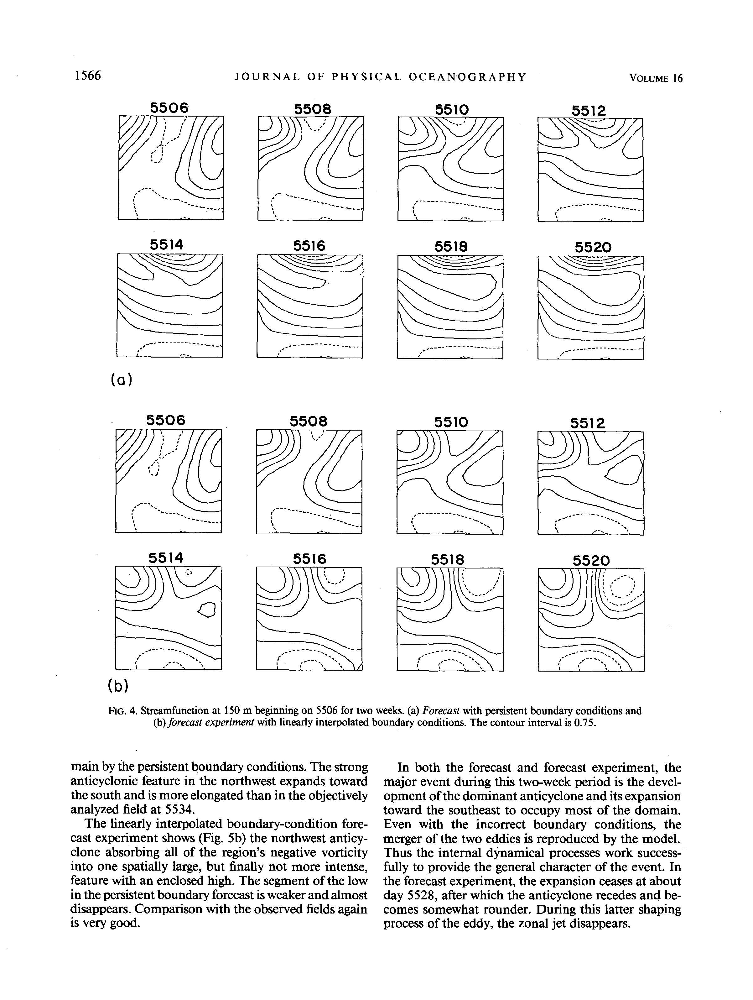 1566
JOURNAL OF PHYSICAL OCEANOGRAPHY
VOLUME 16
5506 5508 5510 5512
5514 5516 5518 5520
(a)
5506 5508 5510 5512
5514 5516 5518 5520
(b)
FIG. 4. Streamfunction at 150 m beginning on 5506 for two weeks. (a) Forecast with persistent boundary conditions and
(b) forecast experiment with linearly interpolated boundary conditions. The contour interval is 0.75.
main by the persistent boundary conditions. The strong
anticyclonic feature in the northwest expands toward
the south and is more elongated than in the objectively
analyzed field at 5534.
The linearly interpolated boundary-condition fore-
cast experiment shows (Fig. 5b) the northwest anticy-
clone absorbing all of the region's negative vorticity
into one spatially large, but finally not more intense,
feature with an enclosed high. The segment of the low
in the persistent boundary forecast is weaker and almost
disappears. Comparison with the observed fields again
is very good.
In both the forecast and forecast experiment, the
major event during this two-week period is the devel-
opment of the dominant anticyclone and its expansion
toward the southeast to occupy most of the domain.
Even with the incorrect boundary conditions, the
merger of the two eddies is reproduced by the model.
Thus the internal dynamical processes work success-
fully to provide the general character of the event. In
the forecast experiment, the expansion ceases at about
day 5528, after which the anticyclone recedes and be-
comes somewhat rounder. During this latter shaping
process of the eddy, the zonal jet disappears.